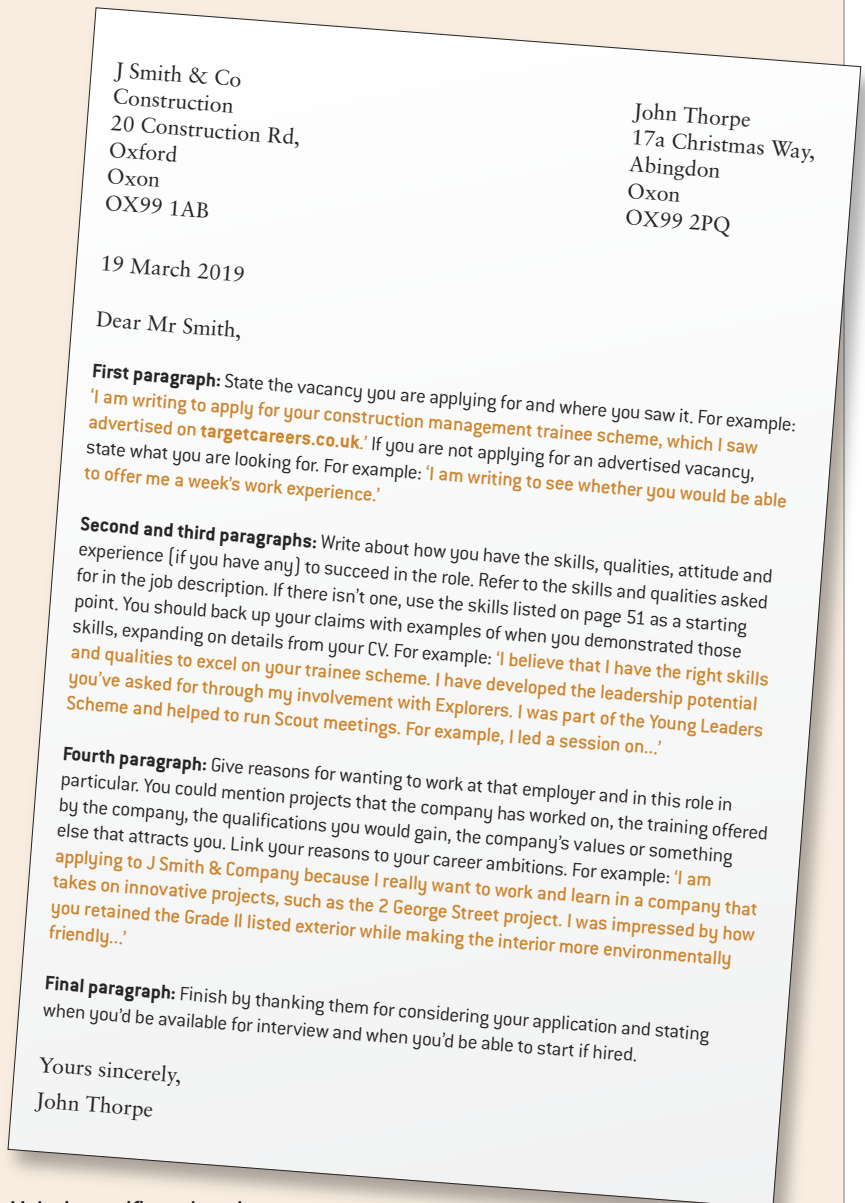 J Smith & Co
Construction
20 Construction Rd,
Oxford
Oxon
OX99 1AB
John Thorpe
17a Christmas Way,
Abingdon
Oxon
OX99 2PQ
19 March 2019
Dear Mr Smith,
First paragraph: State the vacancy you are applying for and where you saw it. For example:
‘I am writing to apply for your construction management trainee scheme, which I saw
advertised on targetcareers.co.uk.’ If you are not applying for an advertised vacancy,
state what you are looking for. For example: ‘I am writing to see whether you would be able
to offer me a week’s work experience.’
Second and third paragraphs: Write about how you have the skills, qualities, attitude and
experience (if you have any) to succeed in the role. Refer to the skills and qualities asked
for in the job description. If there isn’t one, use the skills listed on page 51 as a starting
point. You should back up your claims with examples of when you demonstrated those
skills, expanding on details from your CV. For example: ‘I believe that I have the right skills
and qualities to excel on your trainee scheme. I have developed the leadership potential
you’ve asked for through my involvement with Explorers. I was part of the Young Leaders
Scheme and helped to run Scout meetings. For example, I led a session on...’
Fourth paragraph: Give reasons for wanting to work at that employer and in this role in
particular. You could mention projects that the company has worked on, the training offered
by the company, the qualifications you would gain, the company’s values or something
else that attracts you. Link your reasons to your career ambitions. For example: ‘I am
applying to J Smith & Company because I really want to work and learn in a company that
takes on innovative projects, such as the 2 George Street project. I was impressed by how
you retained the Grade II listed exterior while making the interior more environmentally
friendly...’
Final paragraph: Finish by thanking them for considering your application and stating
when you’d be available for interview and when you’d be able to start if hired.
Yours sincerely,
John Thorpe